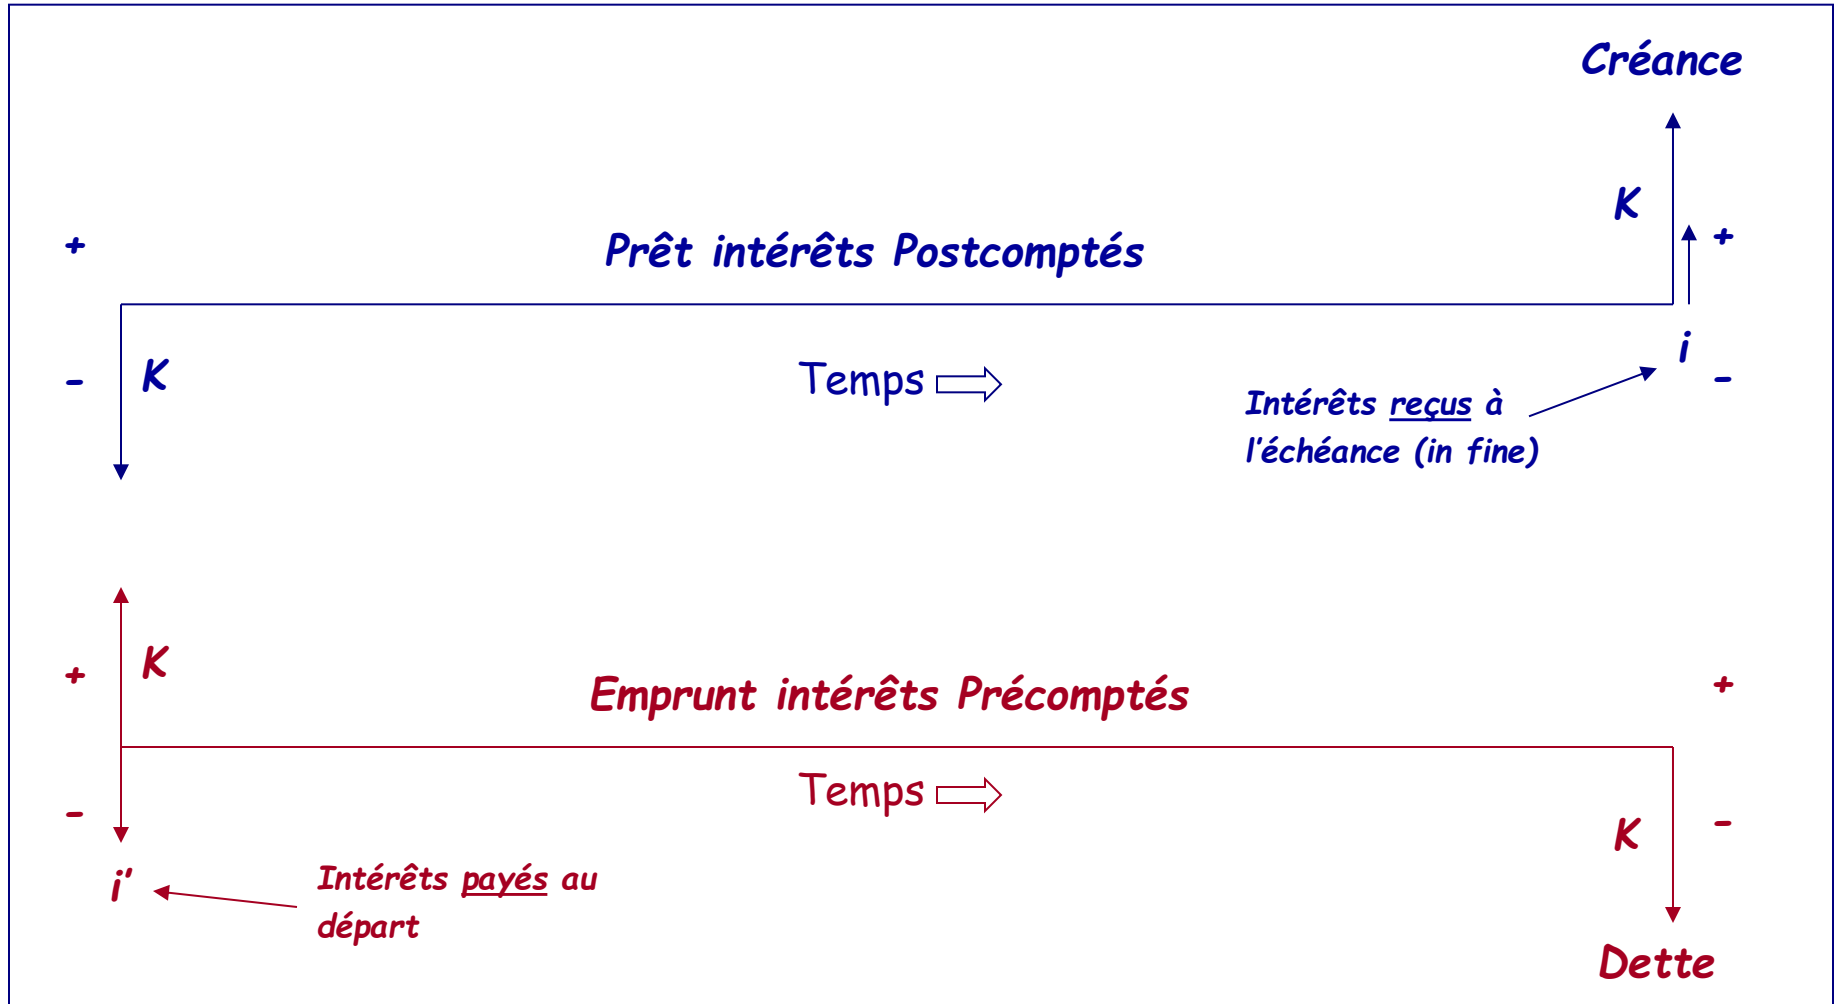 Créance
K
+
Prêt intérêts Postcomptés
+
i
-
K
Temps
-
Intérêts reçus à
l'échéance (in fine)
K
+
Emprunt intérêts Précomptés
+
Temps
-
K
-
i'
Intérêts payés au
départ
Dette